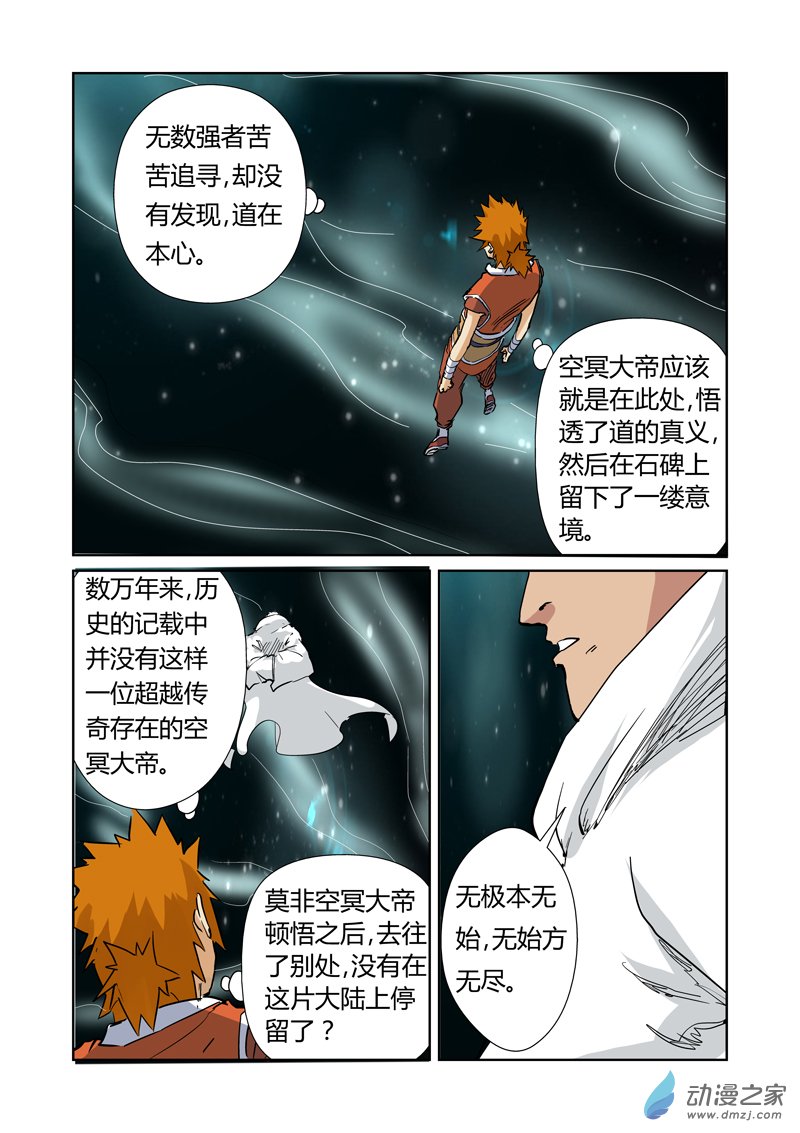 无数强者苦
苦追寻,却没
有发现,道在
本心。
空冥大帝应该
就是在此处,悟
透了道的真义,
然后在石碑上
留下了一缕意
境。
数万年来,历
史的记载中
并没有这样
一位超越传
奇存在的空
冥大帝。
莫非空冥大帝
顿悟之后,去往
了别处,没有在
这片大陆上停
留了？
无极本无
始,无始方
无尽。
动漫之家
www.dmzj.com